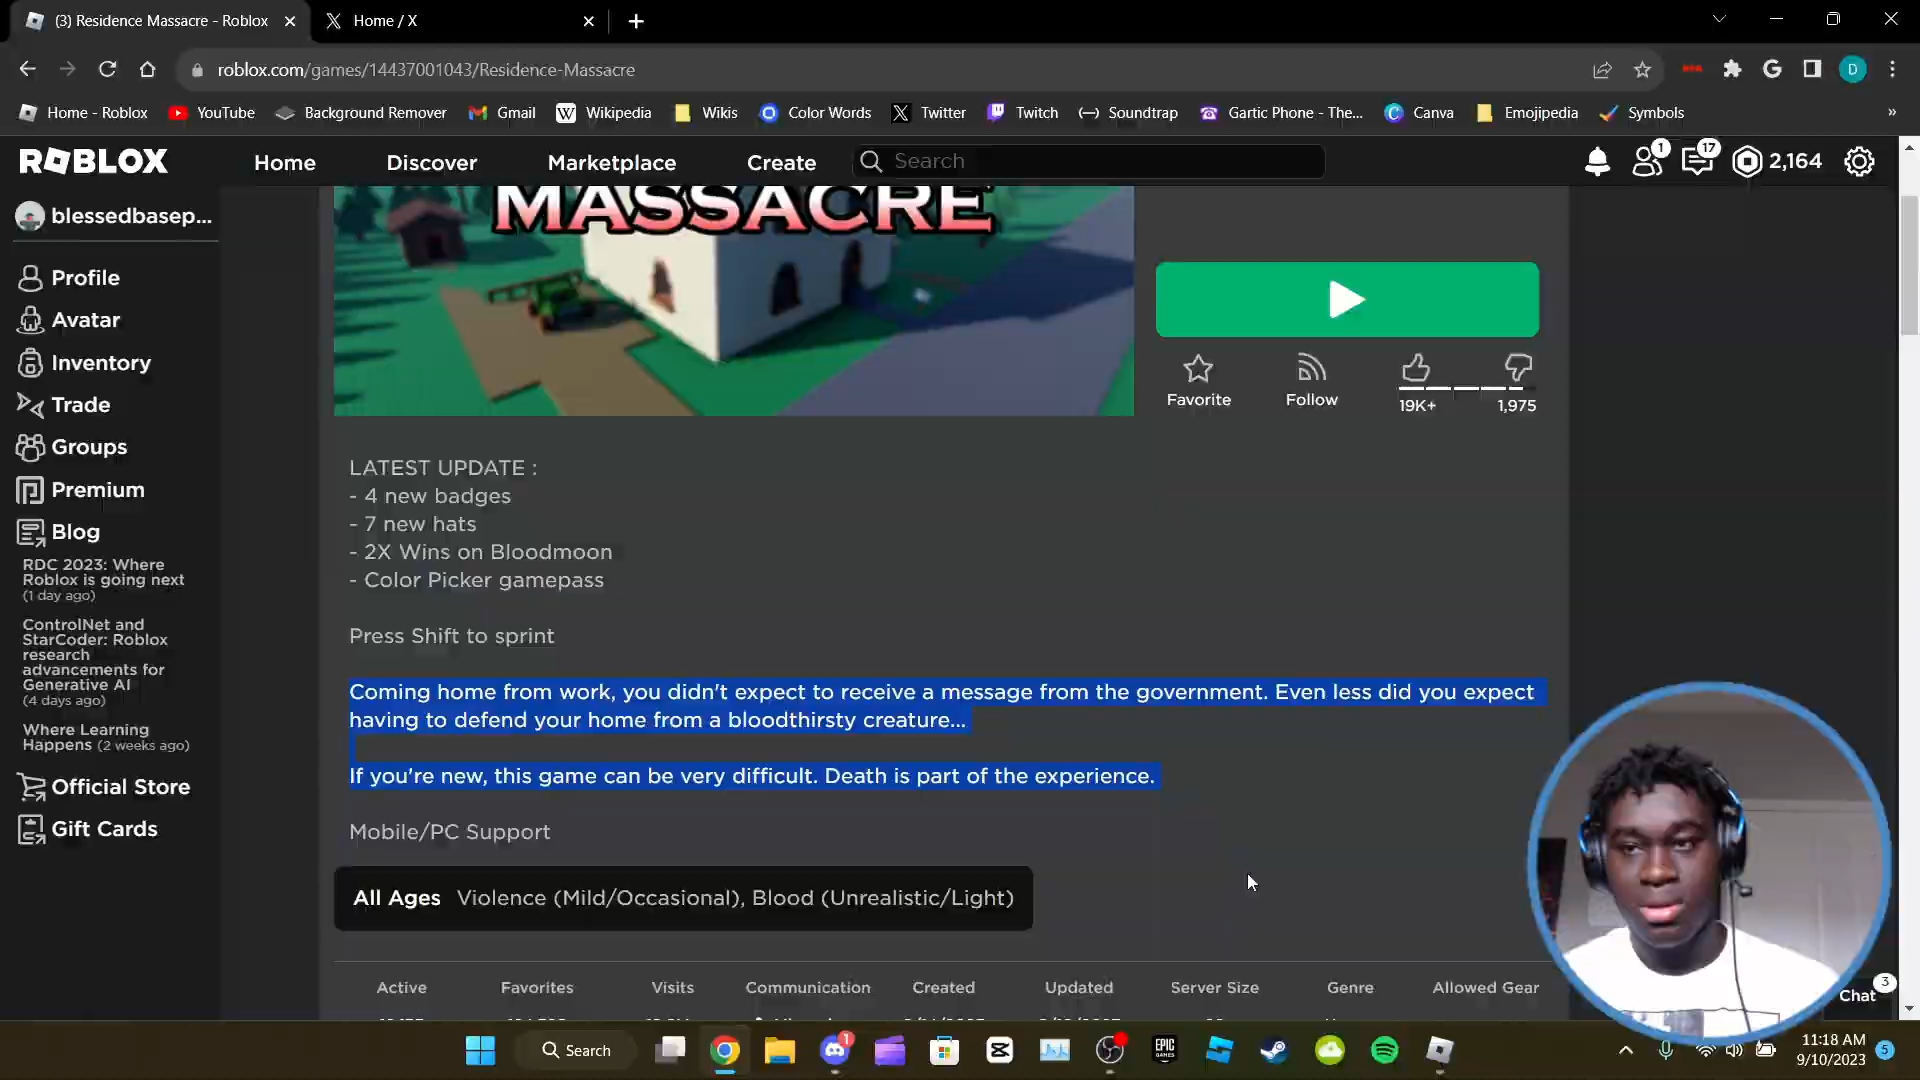 (3) Residence Massacre - Roblox
Home / X
roblox.com/games/14437001043/Residence-Massacre
D
Home - Roblox
YouTube
Background Remover
Gmail
Wikipedia
Wikis
Color Words
Twitter
Twitch
Soundtrap
Gartic Phone - The...
Canva
Emojipedia
Symbols
»
ROBLOX
Home
Discover
Marketplace
Create
Search
1
17
2,164
blessedbasep...
Profile
Avatar
Inventory
Trade
Groups
Premium
Blog
RDC 2023: Where
Roblox is going next
(1 day ago)
ControlNet and
StarCoder: Roblox
research
advancements for
Generative AI
(4 days ago)
Where Learning
Happens (2 weeks ago)
Official Store
Gift Cards
MASSACRE
Favorite
Follow
19K+
1,975
LATEST UPDATE :
- 4 new badges
- 7 new hats
- 2X Wins on Bloodmoon
- Color Picker gamepass
Press Shift to sprint
Coming home from work, you didn't expect to receive a message from the government. Even less did you expect
having to defend your home from a bloodthirsty creature...
If you're new, this game can be very difficult. Death is part of the experience.
Mobile/PC Support
All Ages Violence (Mild/Occasional), Blood (Unrealistic/Light)
Active
Favorites
Visits
Communication
Created
Updated
Server Size
Genre
Allowed Gear
Chat
3
Search
1
EPIC
GAMES
11:18 AM
9/10/2023
5